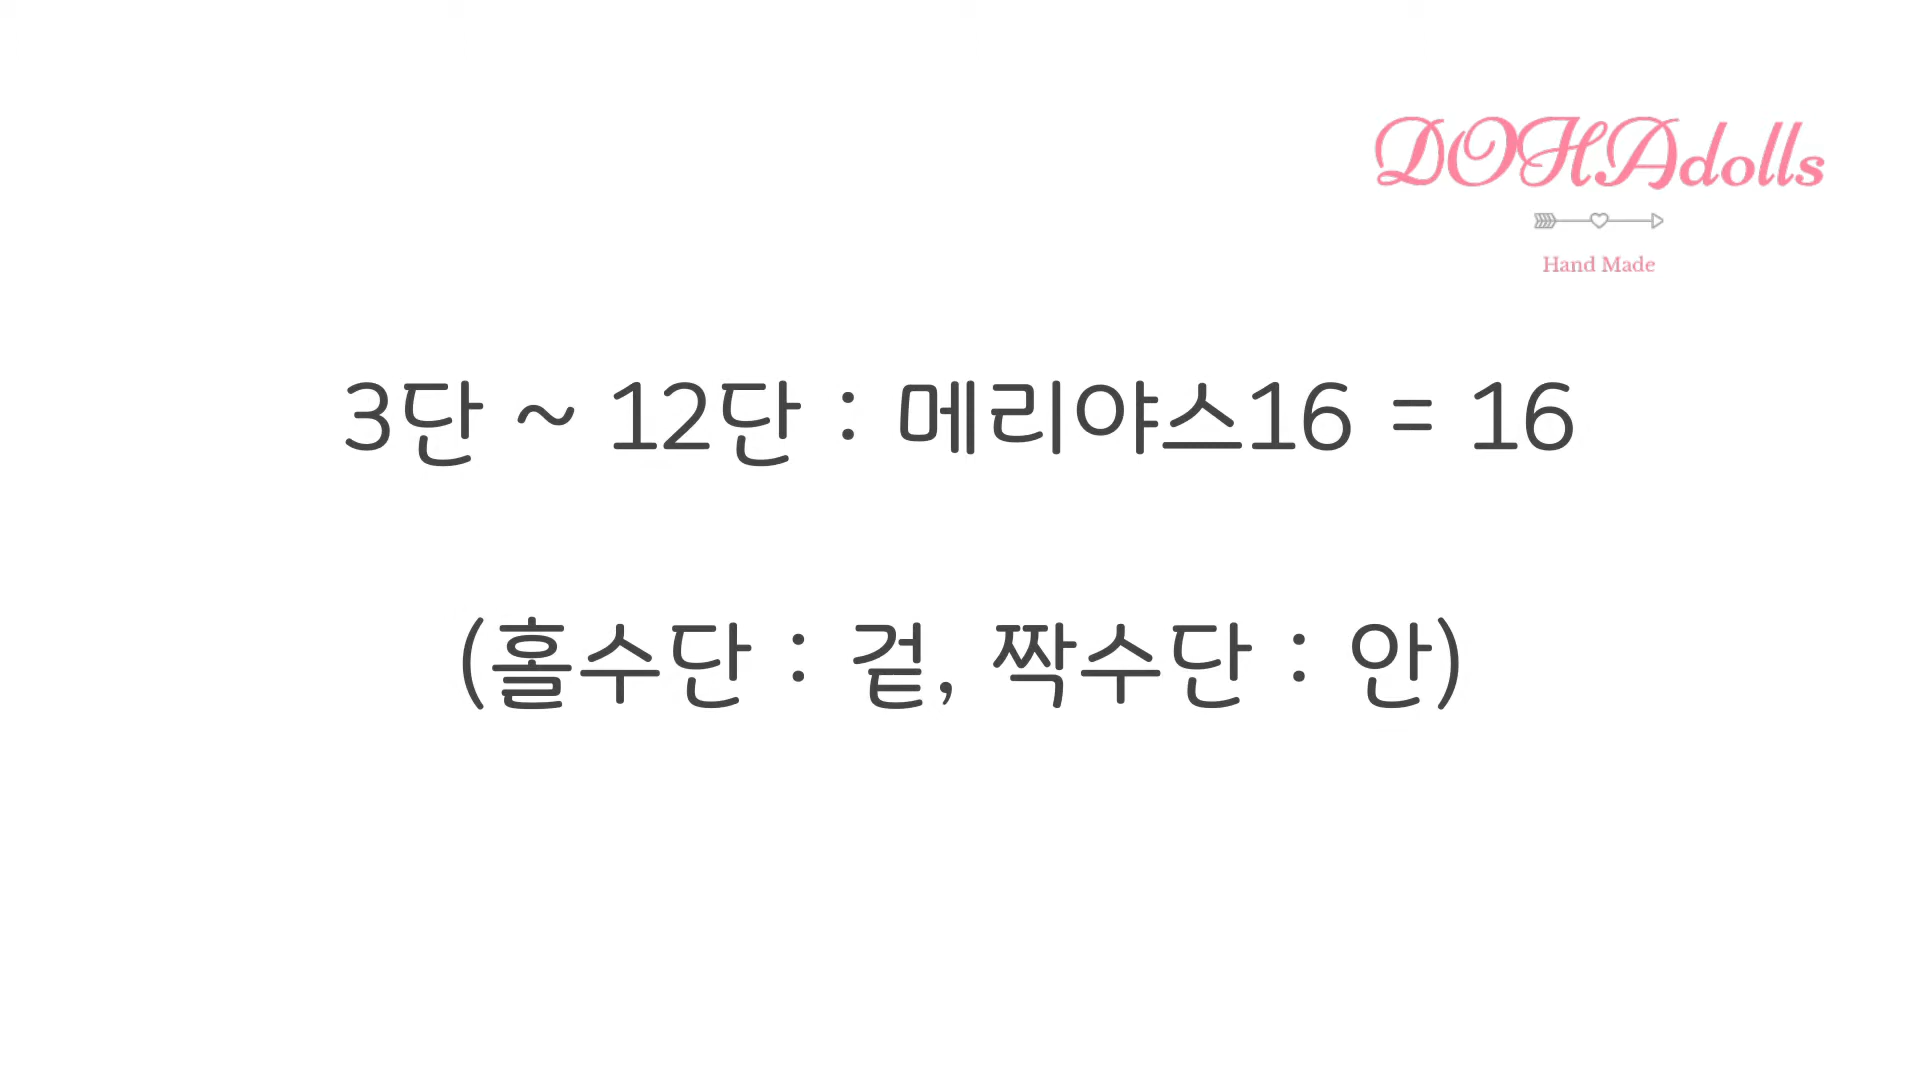 DOHAdolls
Hand Made
3단 ~ 12단 : 메리야스16 = 16
(홀수단 : 겉, 짝수단 : 안)